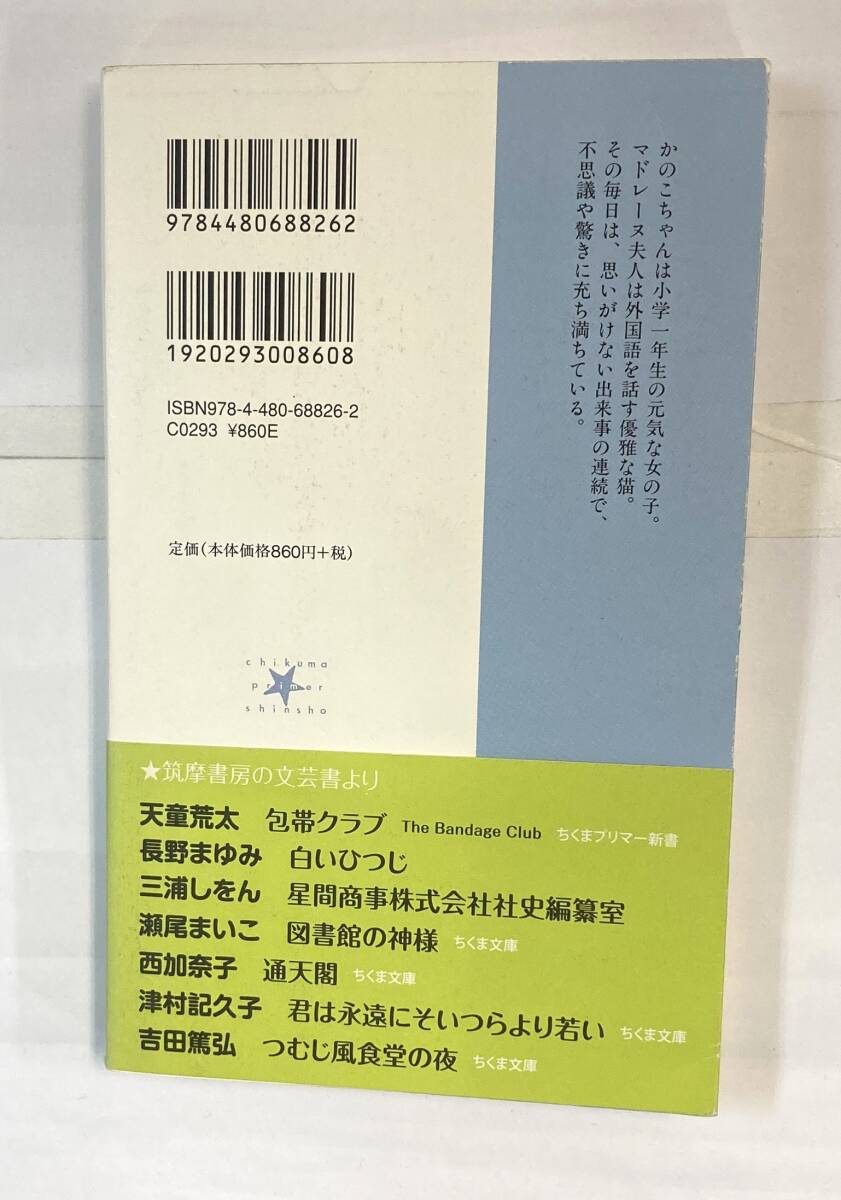 かのこちゃんは小学一年生の元気な女の子。
マドレーヌ夫人は外国語を話す優雅な猫。
その毎日は、思いがけない出来事の連続で、
不思議や驚きに充ち満ちている。
9784480688262
1920293008608
ISBN978-4-480-68826-2
C0293 ¥860E
定価(本体価格860円+税)
chikuma
primer
shinsho
★筑摩書房の文芸書より
天童荒太 包帯クラブ The Bandage Club ちくまプリマー新書
長野まゆみ 白いひつじ
三浦しをん 星間商事株式会社社史編纂室
瀬尾まいこ 図書館の神様 ちくま文庫
西加奈子 通天閣 ちくま文庫
津村記久子 君は永遠にそいつらより若い ちくま文庫
吉田篤弘 つむじ風食堂の夜 ちくま文庫